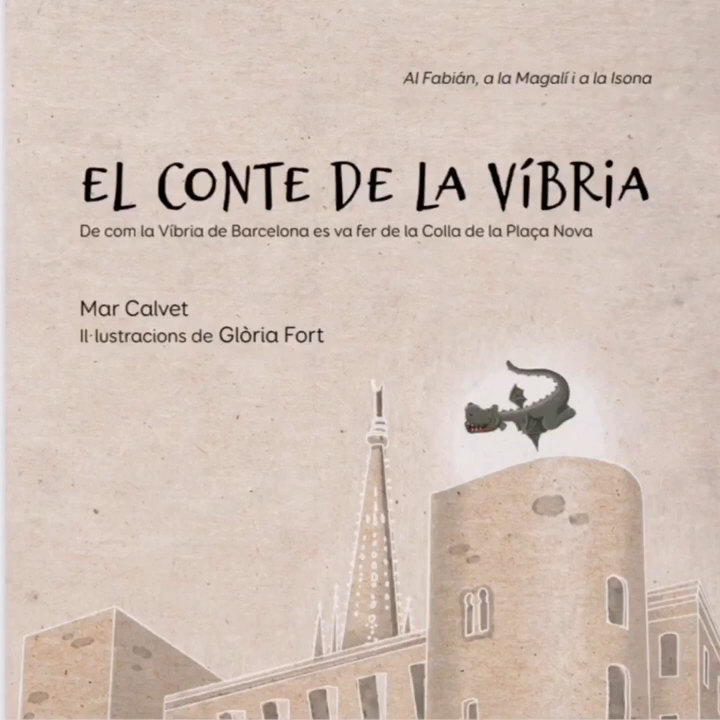 Al Fabián, a la Magalí i a la Isona
EL CONTE DE LA VÍBRiA
De com la Víbria de Barcelona es va fer de la Colla de la Plaça Nova
Mar Calvet
Il·lustracions de Glòria Fort